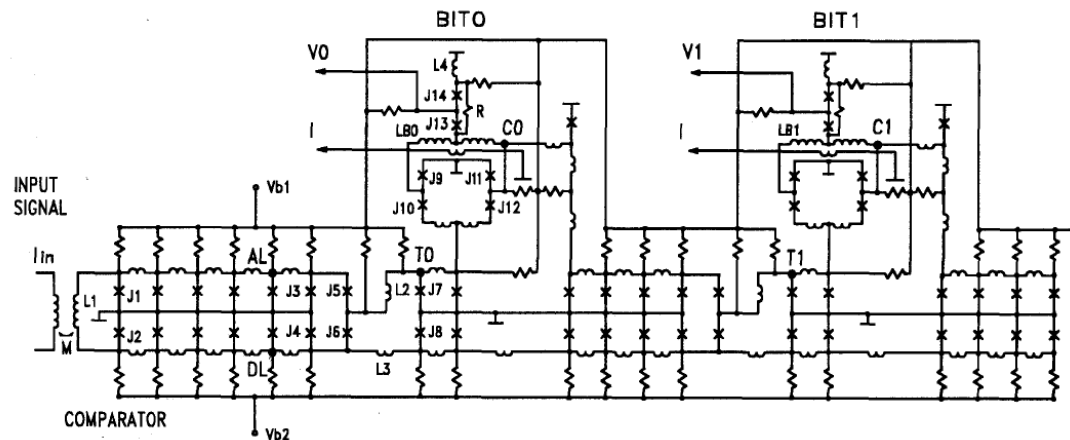 BIT0
BIT1
V0
L4
J14
R
J13
LB0
C0
I
J9
J11
J10
J12
V1
LB1
C1
I
INPUT
SIGNAL
Vb1
Iin
AL
T0
T1
L1
J1
J3
J5
L2
J7
J2
J4
J6
J8
M
DL
L3
COMPARATOR
Vb2